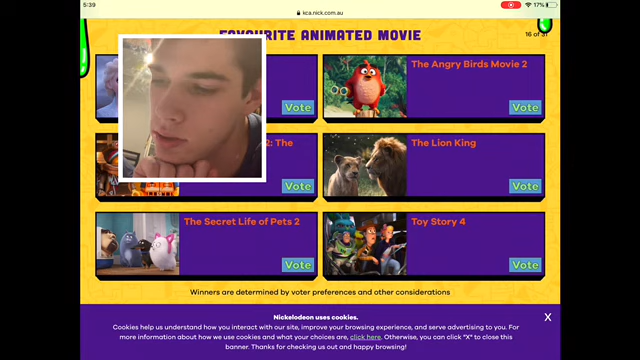 5:39
17%
kca.nick.com.au
FAVOURITE ANIMATED MOVIE
16 of 31
The Angry Birds Movie 2
Vote
Vote
2: The
The Lion King
Vote
Vote
The Secret Life of Pets 2
Toy Story 4
Vote
Vote
Winners are determined by voter preferences and other considerations
Nickelodeon uses cookies.
X
Cookies help us understand how you interact with our site, improve your browsing experience, and serve advertising to you. For
more information about how we use cookies and what your choices are, click here. Otherwise, you can click "X" to close this
banner. Thanks for checking us out and happy browsing!